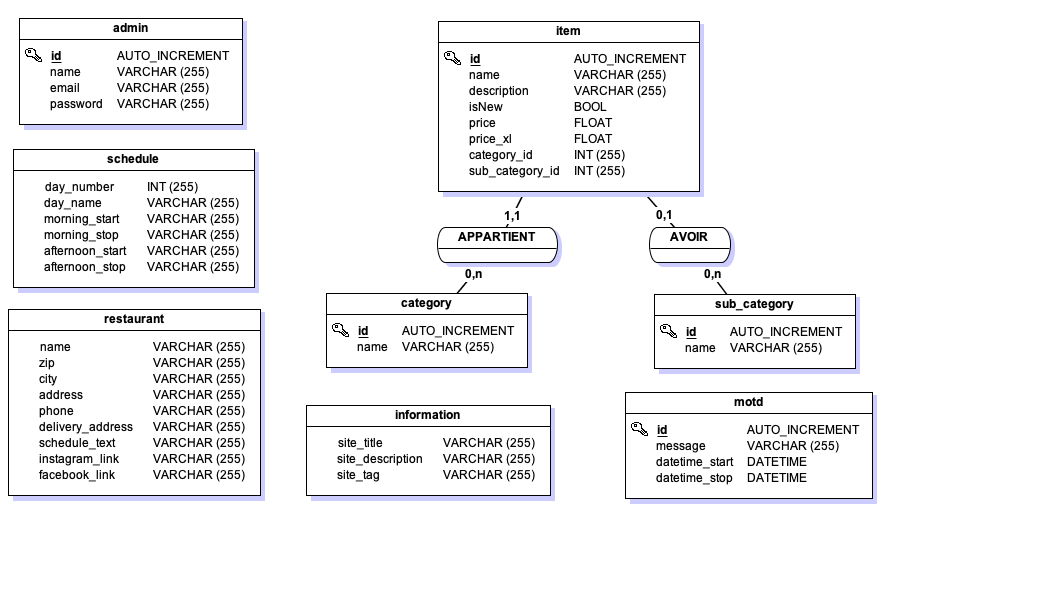 admin
id AUTO_INCREMENT
name VARCHAR (255)
email VARCHAR (255)
password VARCHAR (255)
item
id AUTO_INCREMENT
name VARCHAR (255)
description VARCHAR (255)
isNew BOOL
price FLOAT
price_xl FLOAT
category_id INT (255)
sub_category_id INT (255)
schedule
day_number INT (255)
day_name VARCHAR (255)
morning_start VARCHAR (255)
morning_stop VARCHAR (255)
afternoon_start VARCHAR (255)
afternoon_stop VARCHAR (255)
1,1
0,1
APPARTIENT
AVOIR
0,n
0,n
category
id AUTO_INCREMENT
name VARCHAR (255)
sub_category
id AUTO_INCREMENT
name VARCHAR (255)
restaurant
name VARCHAR (255)
zip VARCHAR (255)
city VARCHAR (255)
address VARCHAR (255)
phone VARCHAR (255)
delivery_address VARCHAR (255)
schedule_text VARCHAR (255)
instagram_link VARCHAR (255)
facebook_link VARCHAR (255)
information
site_title VARCHAR (255)
site_description VARCHAR (255)
site_tag VARCHAR (255)
motd
id AUTO_INCREMENT
message VARCHAR (255)
datetime_start DATETIME
datetime_stop DATETIME